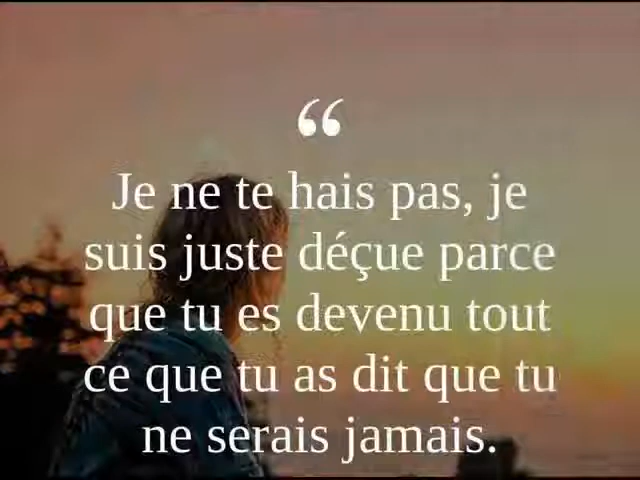 “
Je ne te hais pas, je
suis juste déçue parce
que tu es devenu tout
ce que tu as dit que tu
ne serais jamais.